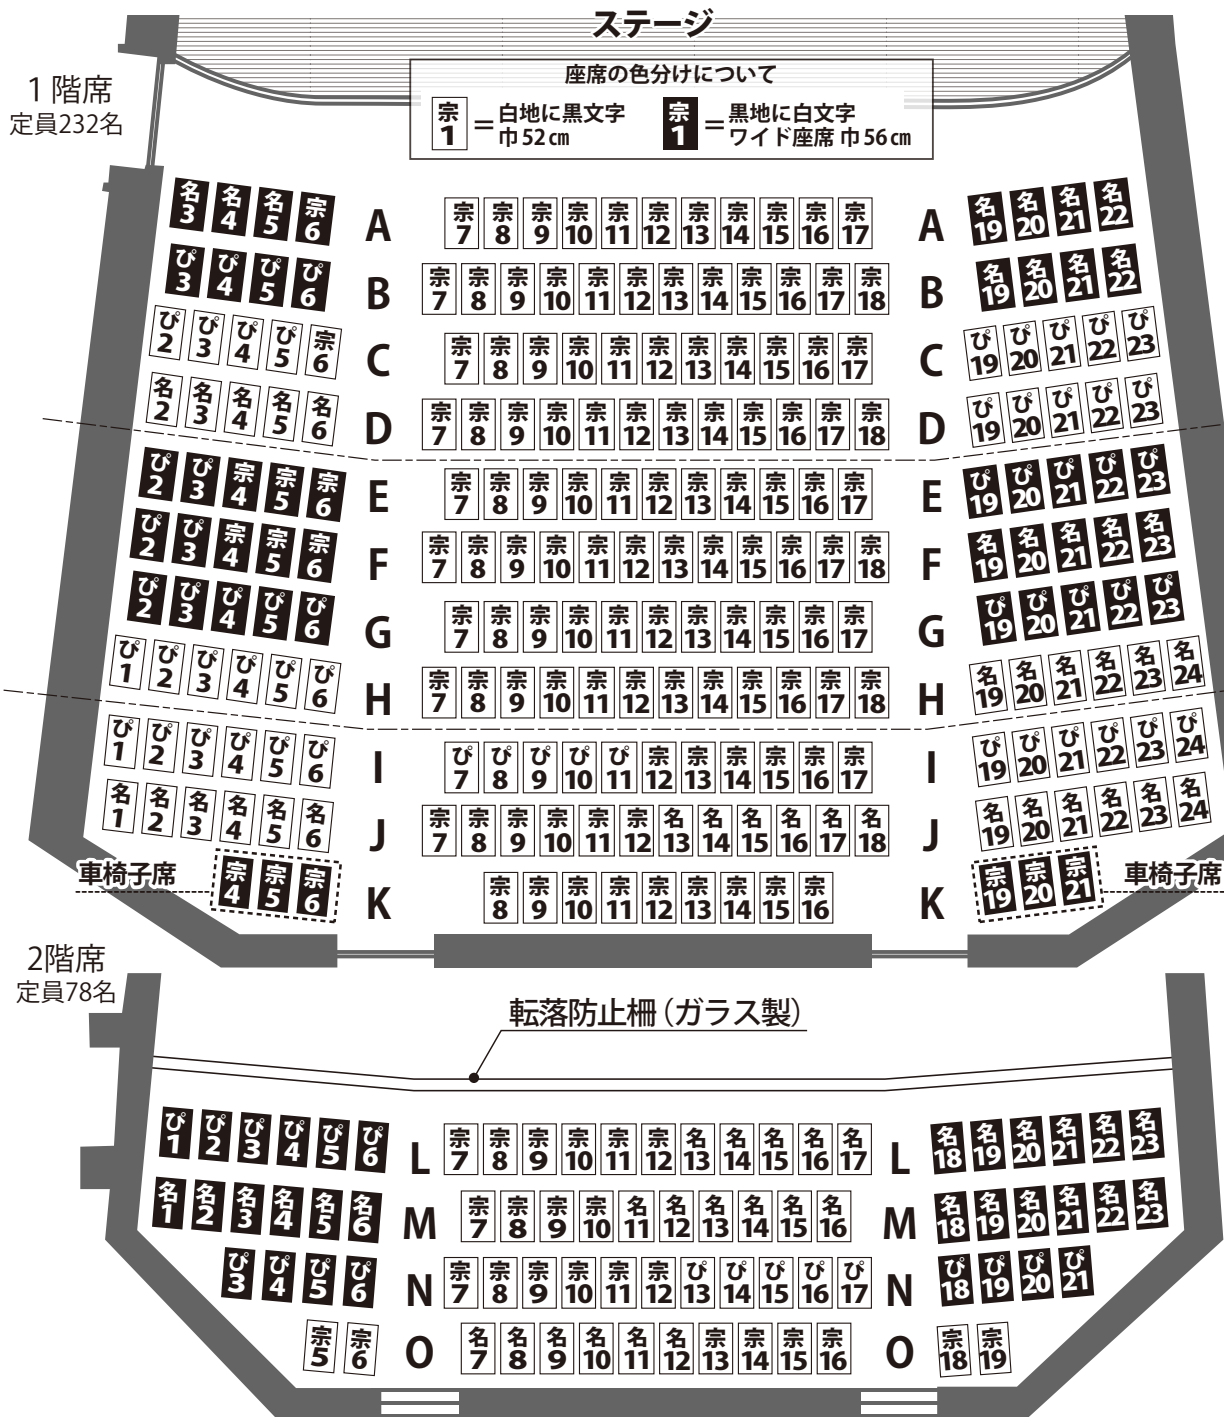 ステージ
座席の色分けについて
宗1 ＝ 白地に黒文字 巾52㎝
宗1 ＝ 黒地に白文字 ワイド座席 巾56㎝
1階席
定員232名
名3 名4 名5 宗6 A 宗7 宗8 宗9 宗10 宗11 宗12 宗13 宗14 宗15 宗16 宗17 A 名19 名20 名21 名22
ぴ3 ぴ4 ぴ5 ぴ6 B 宗7 宗8 宗9 宗10 宗11 宗12 宗13 宗14 宗15 宗16 宗17 宗18 B 名19 名20 名21 名22
ぴ2 ぴ3 ぴ4 ぴ5 宗6 C 宗7 宗8 宗9 宗10 宗11 宗12 宗13 宗14 宗15 宗16 宗17 C ぴ19 ぴ20 ぴ21 ぴ22 ぴ23
名2 名3 名4 名5 名6 D 宗7 宗8 宗9 宗10 宗11 宗12 宗13 宗14 宗15 宗16 宗17 宗18 D ぴ19 ぴ20 ぴ21 ぴ22 ぴ23
ぴ2 ぴ3 宗4 宗5 宗6 E 宗7 宗8 宗9 宗10 宗11 宗12 宗13 宗14 宗15 宗16 宗17 E ぴ19 ぴ20 ぴ21 ぴ22 ぴ23
ぴ2 ぴ3 宗4 宗5 宗6 F 宗7 宗8 宗9 宗10 宗11 宗12 宗13 宗14 宗15 宗16 宗17 宗18 F 名19 名20 名21 名22 名23
ぴ2 ぴ3 ぴ4 ぴ5 ぴ6 G 宗7 宗8 宗9 宗10 宗11 宗12 宗13 宗14 宗15 宗16 宗17 G ぴ19 ぴ20 ぴ21 ぴ22 ぴ23
ぴ1 ぴ2 ぴ3 ぴ4 ぴ5 ぴ6 H 宗7 宗8 宗9 宗10 宗11 宗12 宗13 宗14 宗15 宗16 宗17 宗18 H 名19 名20 名21 名22 名23 名24
ぴ1 ぴ2 ぴ3 ぴ4 ぴ5 ぴ6 I ぴ7 ぴ8 ぴ9 ぴ10 ぴ11 宗12 宗13 宗14 宗15 宗16 宗17 I ぴ19 ぴ20 ぴ21 ぴ22 ぴ23 ぴ24
名1 名2 名3 名4 名5 名6 J 宗7 宗8 宗9 宗10 宗11 宗12 名13 名14 名15 名16 名17 名18 J 名19 名20 名21 名22 名23 名24
車椅子席 宗4 宗5 宗6 K 宗8 宗9 宗10 宗11 宗12 宗13 宗14 宗15 宗16 K 宗19 宗20 宗21 車椅子席
2階席
定員78名
転落防止柵（ガラス製）
ぴ1 ぴ2 ぴ3 ぴ4 ぴ5 ぴ6 L 宗7 宗8 宗9 宗10 宗11 宗12 名13 名14 名15 名16 名17 L 名18 名19 名20 名21 名22 名23
名1 名2 名3 名4 名5 名6 M 宗7 宗8 宗9 宗10 名11 名12 名13 名14 名15 名16 M 名18 名19 名20 名21 名22 名23
ぴ3 ぴ4 ぴ5 ぴ6 N 宗7 宗8 宗9 宗10 宗11 宗12 ぴ13 ぴ14 ぴ15 ぴ16 ぴ17 N ぴ18 ぴ19 ぴ20 ぴ21
宗5 宗6 O 名7 名8 名9 名10 名11 名12 宗13 宗14 宗15 宗16 O 宗18 宗19